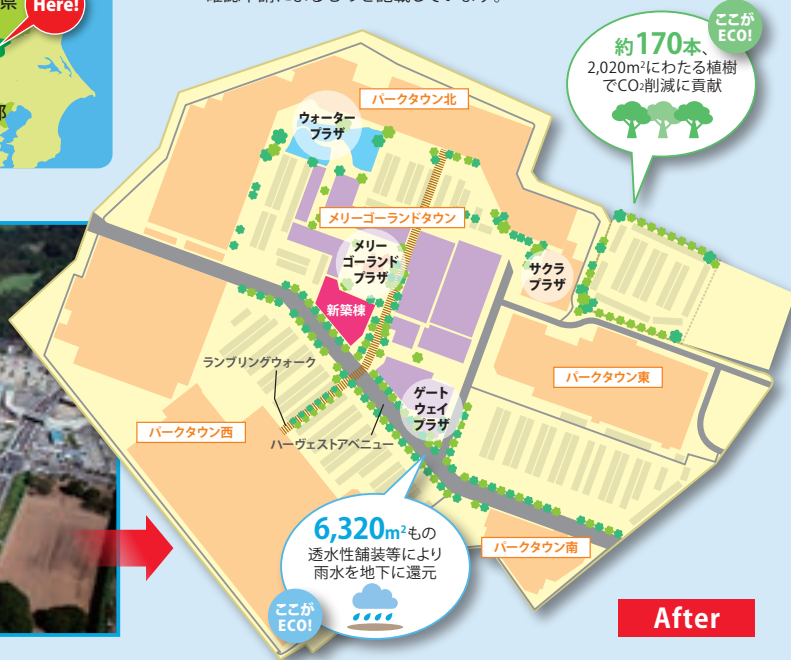 県
Here!
ここが
ECO!
約170本、
2,020m²にわたる植樹
でCO₂削減に貢献
パークタウン北
ウォーター
プラザ
メリーゴーランドタウン
メリー
ゴーランド
プラザ
サクラ
プラザ
新築棟
ランブリングウォーク
パークタウン東
ゲート
ウェイ
プラザ
パークタウン西
ハーヴェストアベニュー
6,320m²もの
透水性舗装等により
雨水を地下に還元
パークタウン南
ここが
ECO!
After